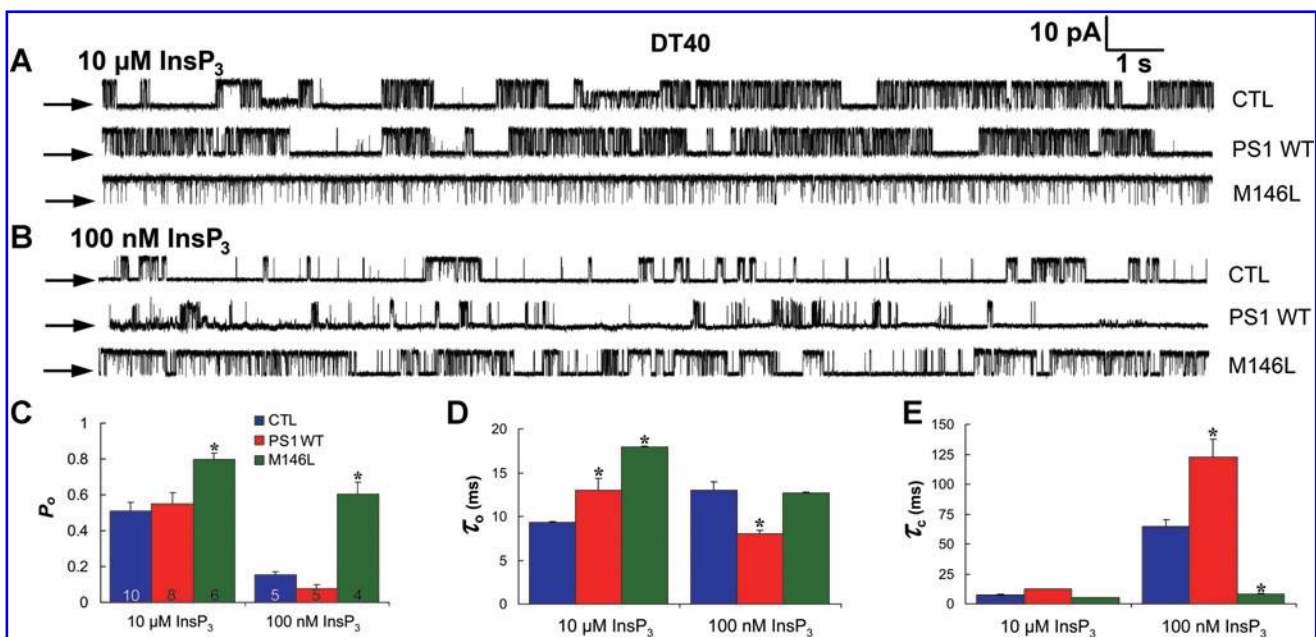 DT40
10 pA
1 s
A 10 µM InsP₃
CTL
PS1 WT
M146L
B 100 nM InsP₃
CTL
PS1 WT
M146L
C
1
0.8
0.6
0.4
0.2
0
Pₒ
CTL
PS1 WT
M146L
*
*
10
8
6
5
5
4
10 µM InsP₃
100 nM InsP₃
D
20
15
10
5
0
τₒ (ms)
*
*
*
10 µM InsP₃
100 nM InsP₃
E
150
125
100
75
50
25
0
τ꜀ (ms)
*
*
10 µM InsP₃
100 nM InsP₃